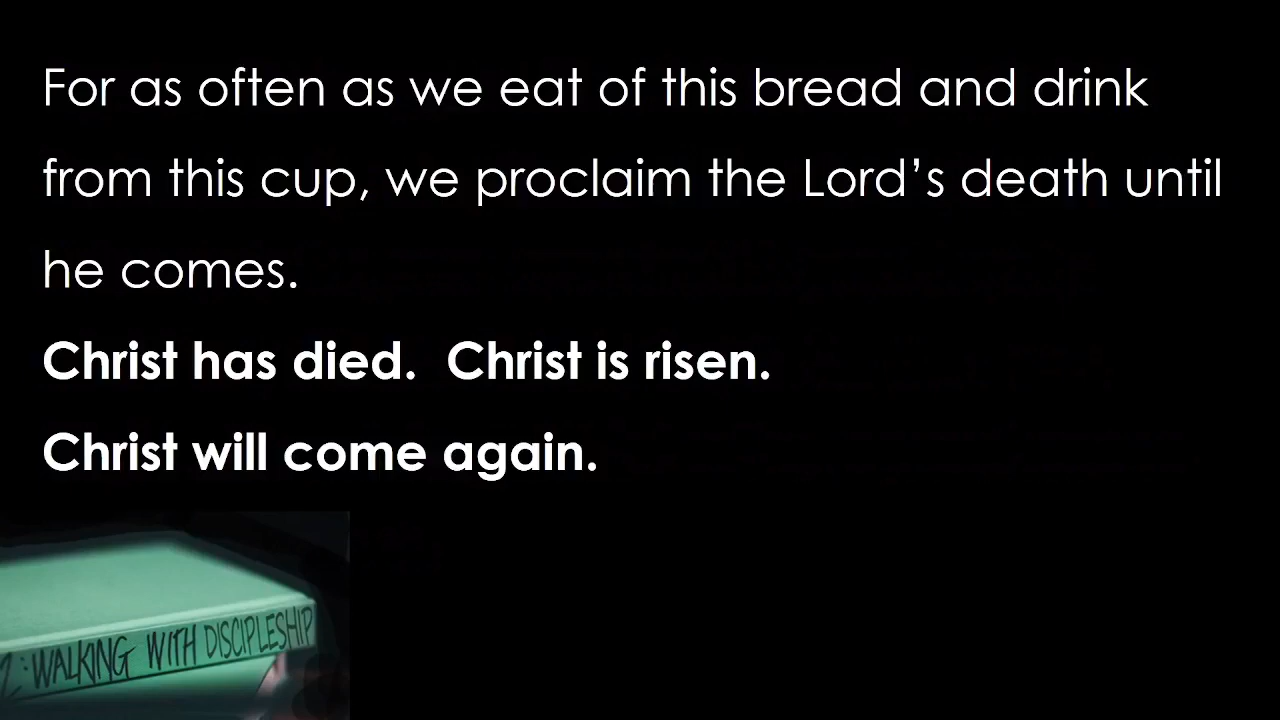 For as often as we eat of this bread and drink
from this cup, we proclaim the Lord’s death until
he comes.
Christ has died.  Christ is risen.
Christ will come again.
2: WALKING WITH DISCIPLESHIP